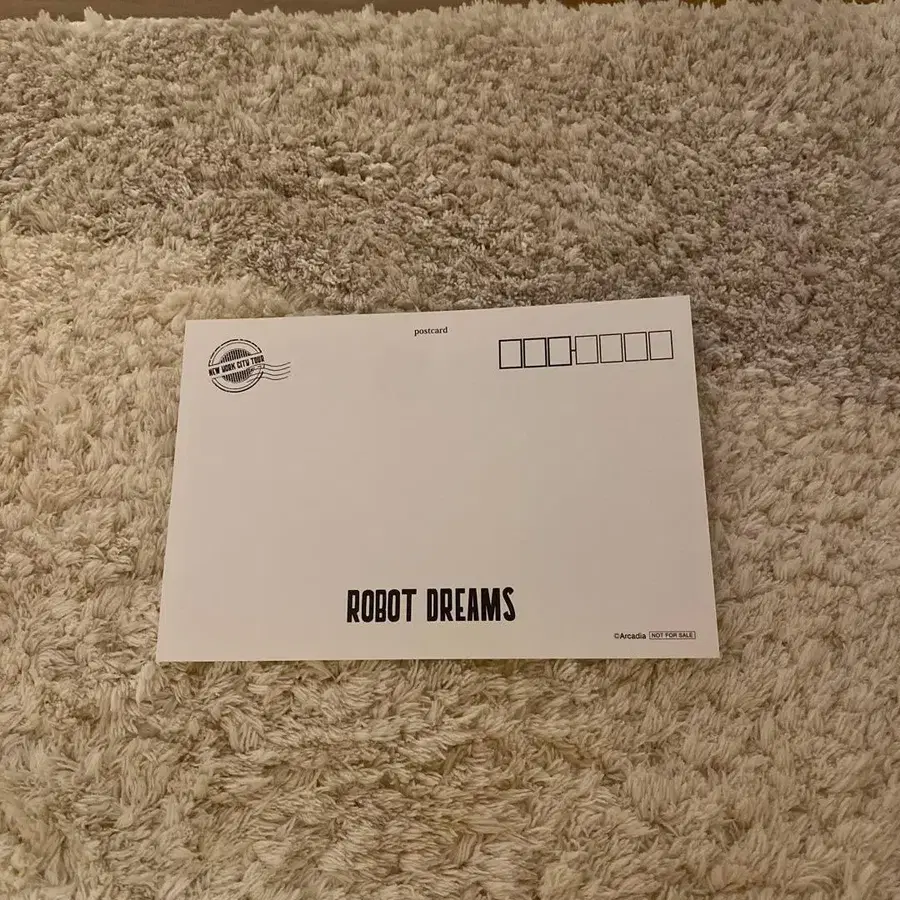 postcard
NEW YORK CITY TOUR
ROBOT DREAMS
©Arcadia NOT FOR SALE